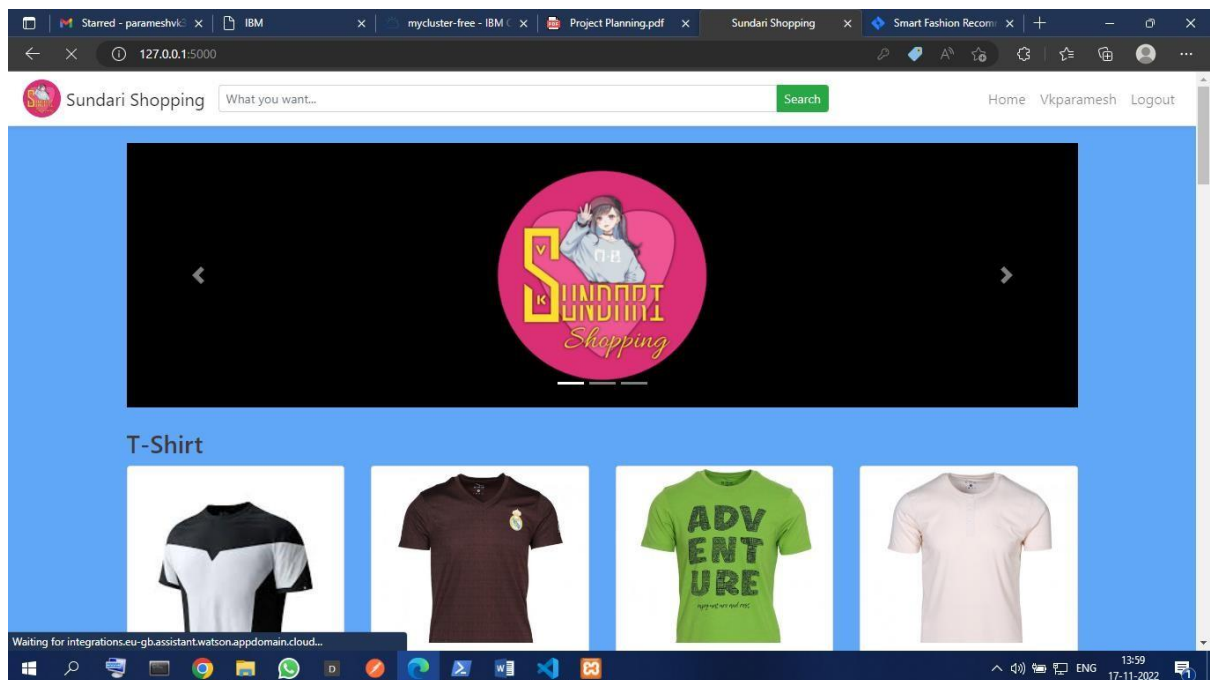 Starred - parameshvk
IBM
mycluster-free - IBM C
Project Planning.pdf
Sundari Shopping
Smart Fashion Recom
127.0.0.1:5000
Sundari Shopping
What you want...
Search
Home
Vkparamesh
Logout
V
K
SUNDARI
Shopping
T-Shirt
ADV
ENT
URE
Waiting for integrations.eu-gb.assistant.watson.appdomain.cloud...
ENG
13:59
17-11-2022